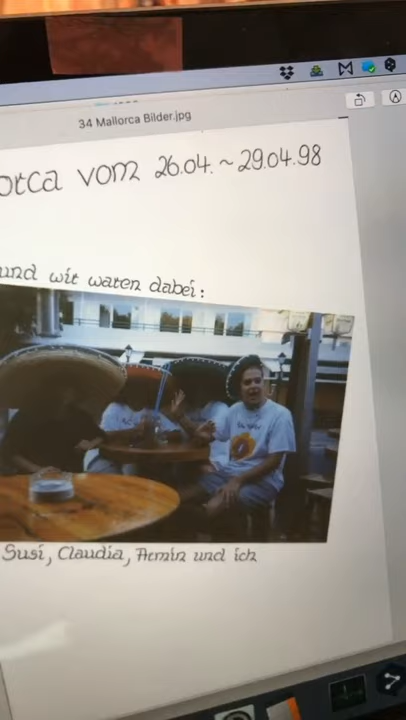 34 Mallorca Bilder.jpg
orca vom 26.04.~29.04.98
und wir waren dabei:
Susi, Claudia, Armin und ich